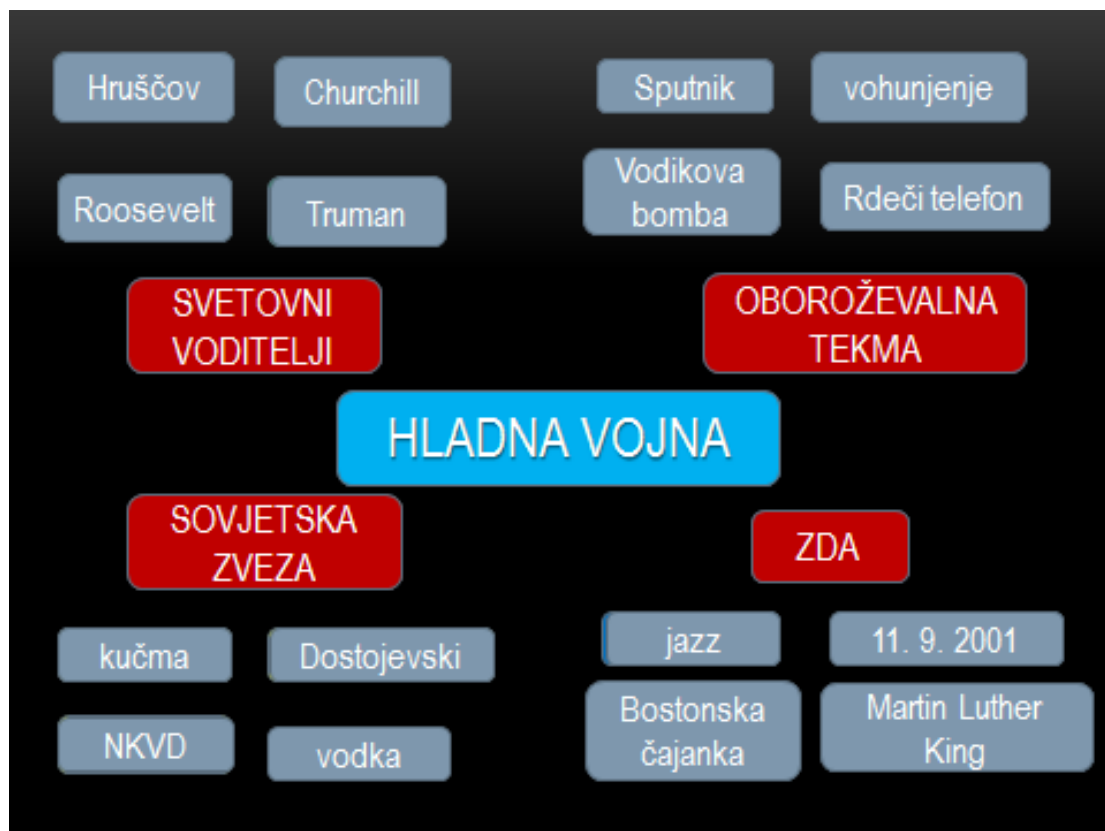 Hruščov
Churchill
Sputnik
vohunjenje
Roosevelt
Truman
Vodikova
bomba
Rdeči telefon
SVETOVNI
VODITELJI
OBOROŽEVALNA
TEKMA
HLADNA VOJNA
SOVJETSKA
ZVEZA
ZDA
kučma
Dostojevski
jazz
11. 9. 2001
NKVD
vodka
Bostonska
čajanka
Martin Luther
King